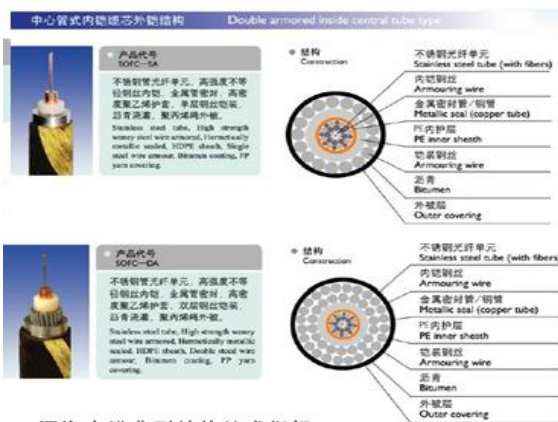 中心管式内铠缆芯外铠结构 Double armored inside central tube type
产品代号
SOFC—SA
不锈钢管光纤单元、高强度不等
径钢丝内铠、金属管密封、高密
度聚乙烯护套、单层钢丝铠装、
沥青浇灌、聚丙烯绳外被。
Stainless steel tube, High strength
steel wire armored, Hermetically
metallic sealed, HDPE sheath, Single
steel wire armour, Bitumen coating, PP
yarn covering.
结构
Construction
不锈钢光纤单元
Stainless steel tube (with fibers)
内铠钢丝
Armouring wire
金属密封管/铜管
Metallic seal (copper tube)
PE内护层
PE inner sheath
铠装钢丝
Armouring wire
沥青
Bitumen
外被层
Outer covering
产品代号
SOFC—DA
不锈钢管光纤单元、高强度不等
径钢丝内铠、金属管密封、高密
度聚乙烯护套、双层钢丝铠装、
沥青浇灌、聚丙烯绳外被。
Stainless steel tube, High strength
steel wire armored, Hermetically metallic
sealed, HDPE sheath, Double steel wire
armour, Bitumen coating, PP yarn
covering.
结构
Construction
不锈钢光纤单元
Stainless steel tube (with fibers
内铠钢丝
Armouring wire
金属密封管/铜管
Metallic seal (copper tube)
PE内护层
PE inner sheath
铠装钢丝
Armouring wire
沥青
Bitumen
外被层
Outer covering